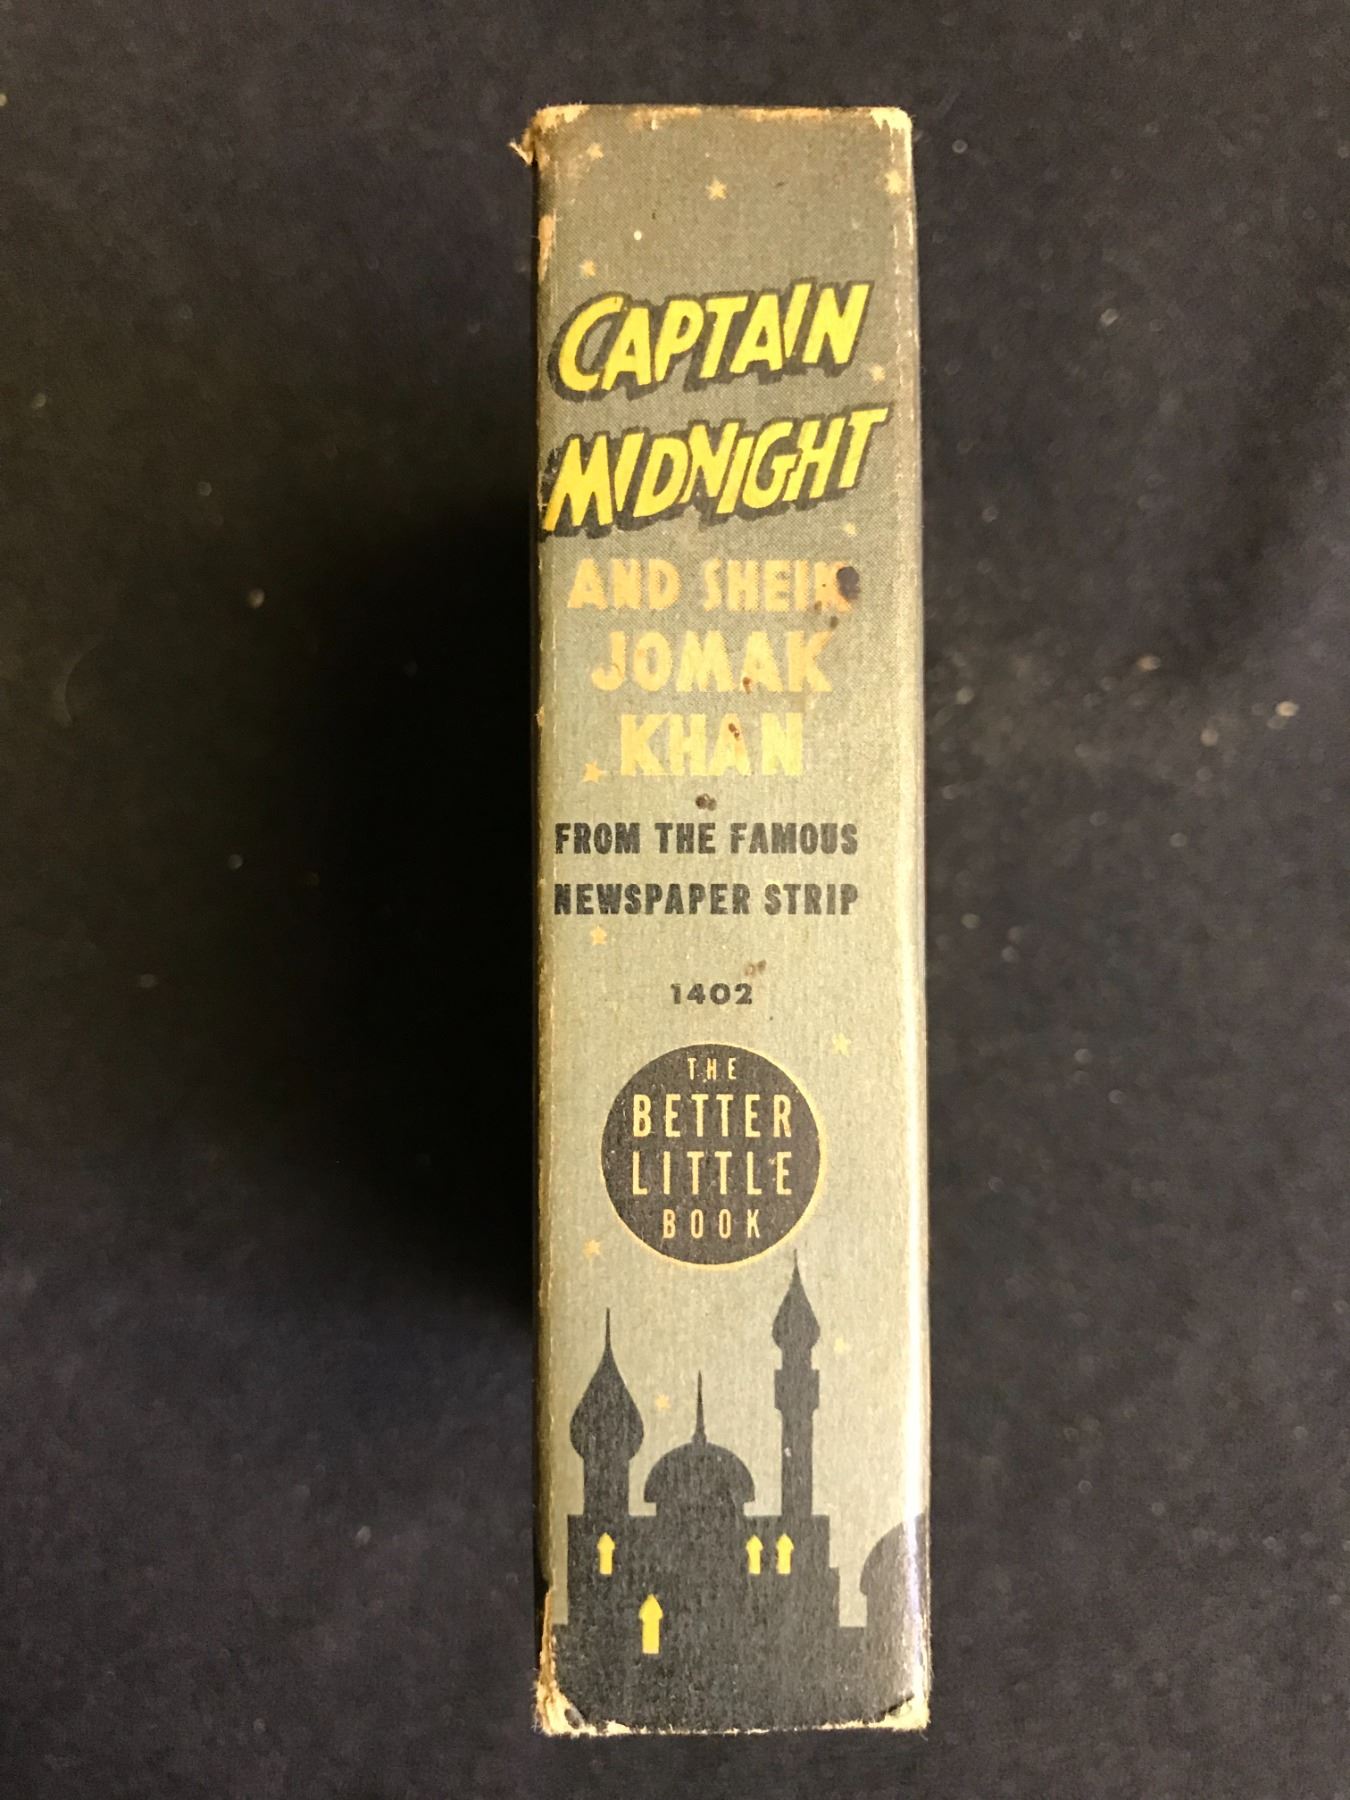 CAPTAIN
MIDNIGHT
AND SHEIK
JOMAK
KHAN
FROM THE FAMOUS
NEWSPAPER STRIP
1402
THE
BETTER
LITTLE
BOOK